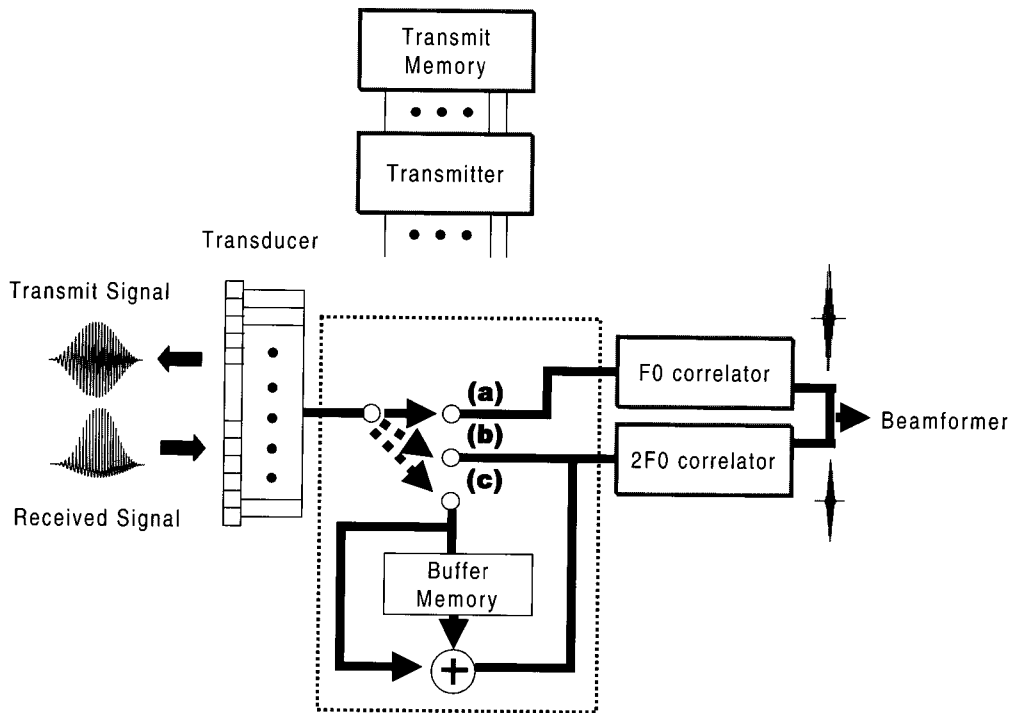 Transmit
Memory
Transmitter
Transducer
Transmit Signal
Received Signal
(a)
(b)
(c)
Buffer
Memory
+
F0 correlator
2F0 correlator
Beamformer